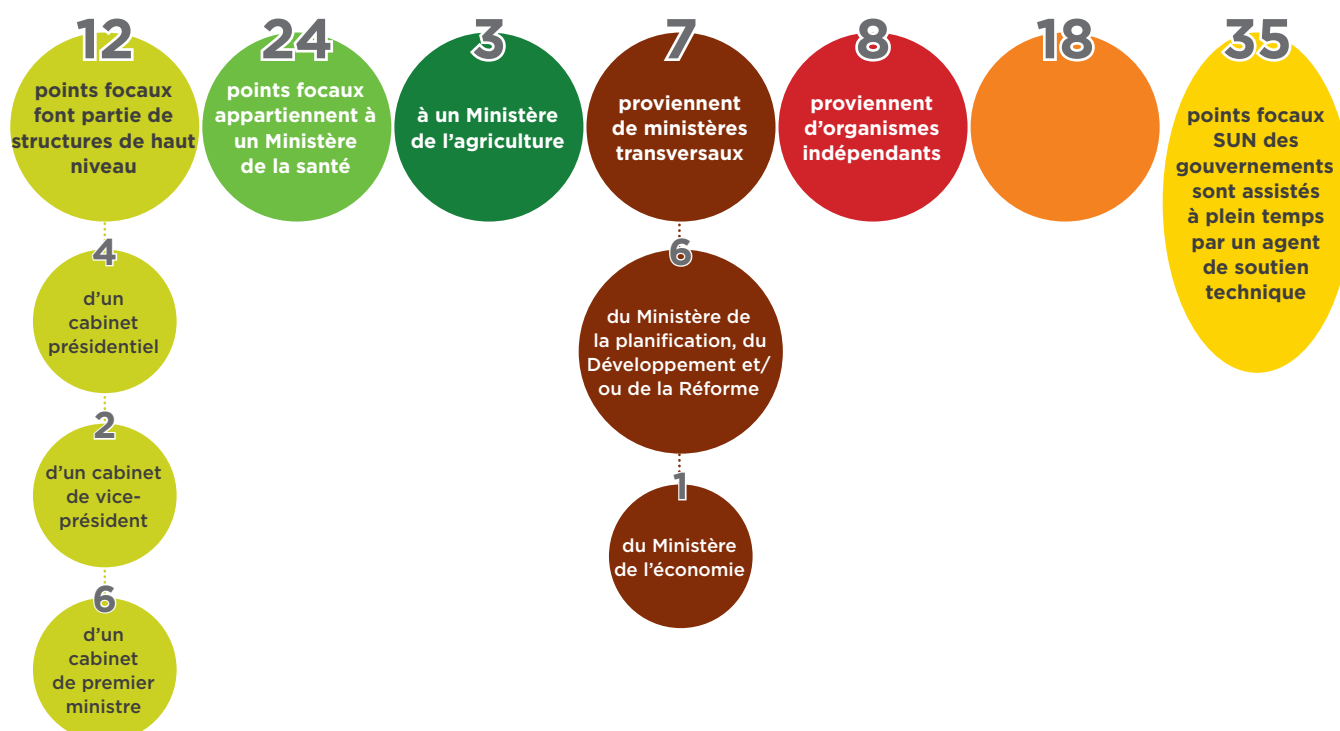 12
points focaux
font partie de
structures de haut
niveau
4
d'un
cabinet
présidentiel
2
d'un cabinet
de vice-
président
6
d'un
cabinet
de premier
ministre
24
points focaux
appartiennent à
un Ministère
de la santé
3
à un Ministère
de l'agriculture
7
proviennent
de ministères
transversaux
6
du Ministère de
la planification, du
Développement et/
ou de la Réforme
1
du Ministère
de l'économie
8
proviennent
d'organismes
indépendants
18
35
points focaux
SUN des
gouvernements
sont assistés
à plein temps
par un agent
de soutien
technique